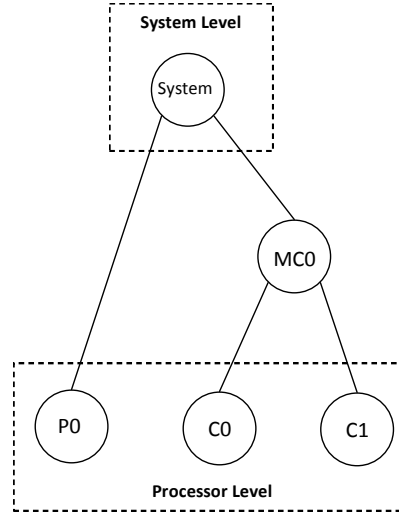 System Level
System
MC0
P0
C0
C1
Processor Level